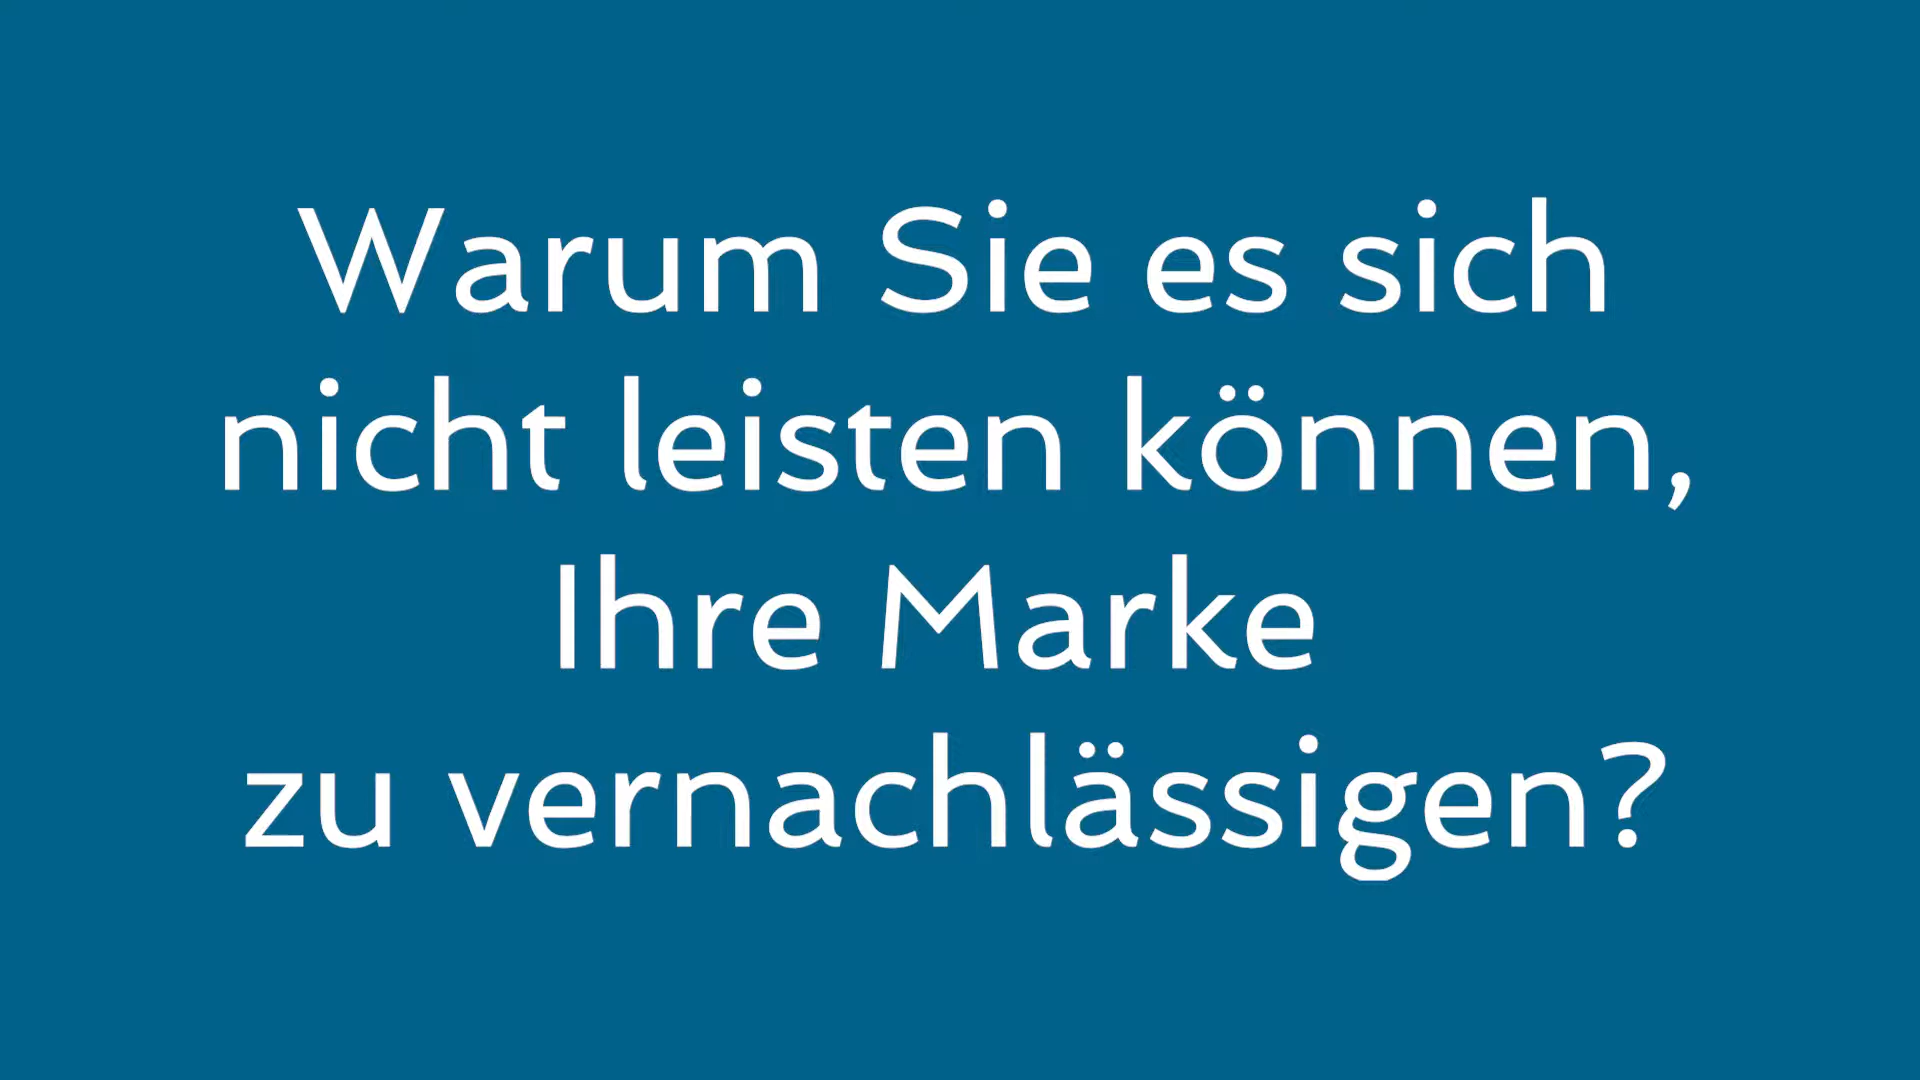 Warum Sie es sich
nicht leisten können,
Ihre Marke
zu vernachlässigen?